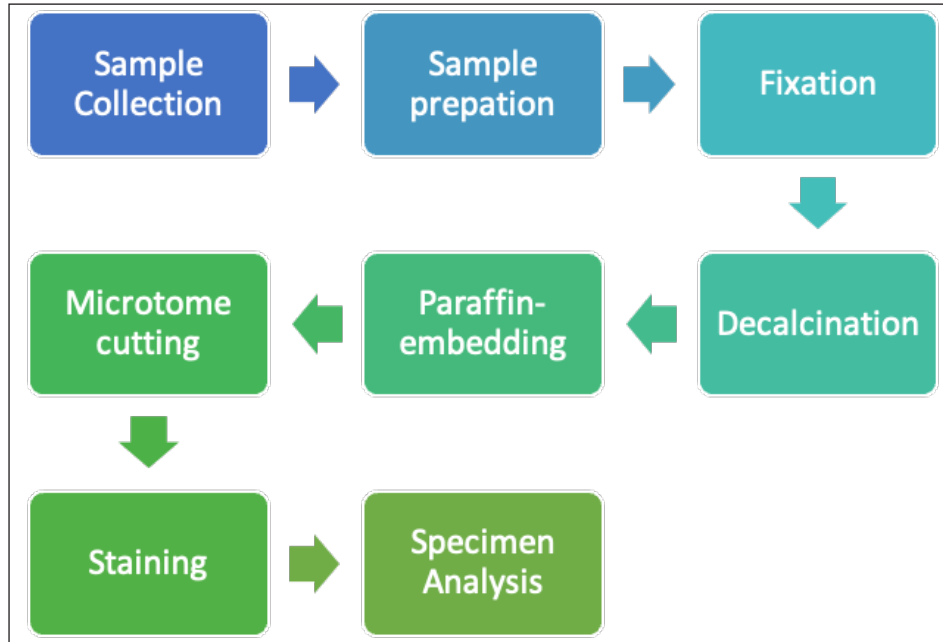 Sample
Collection
Sample
prepation
Fixation
Decalcination
Paraffin-
embedding
Microtome
cutting
Staining
Specimen
Analysis